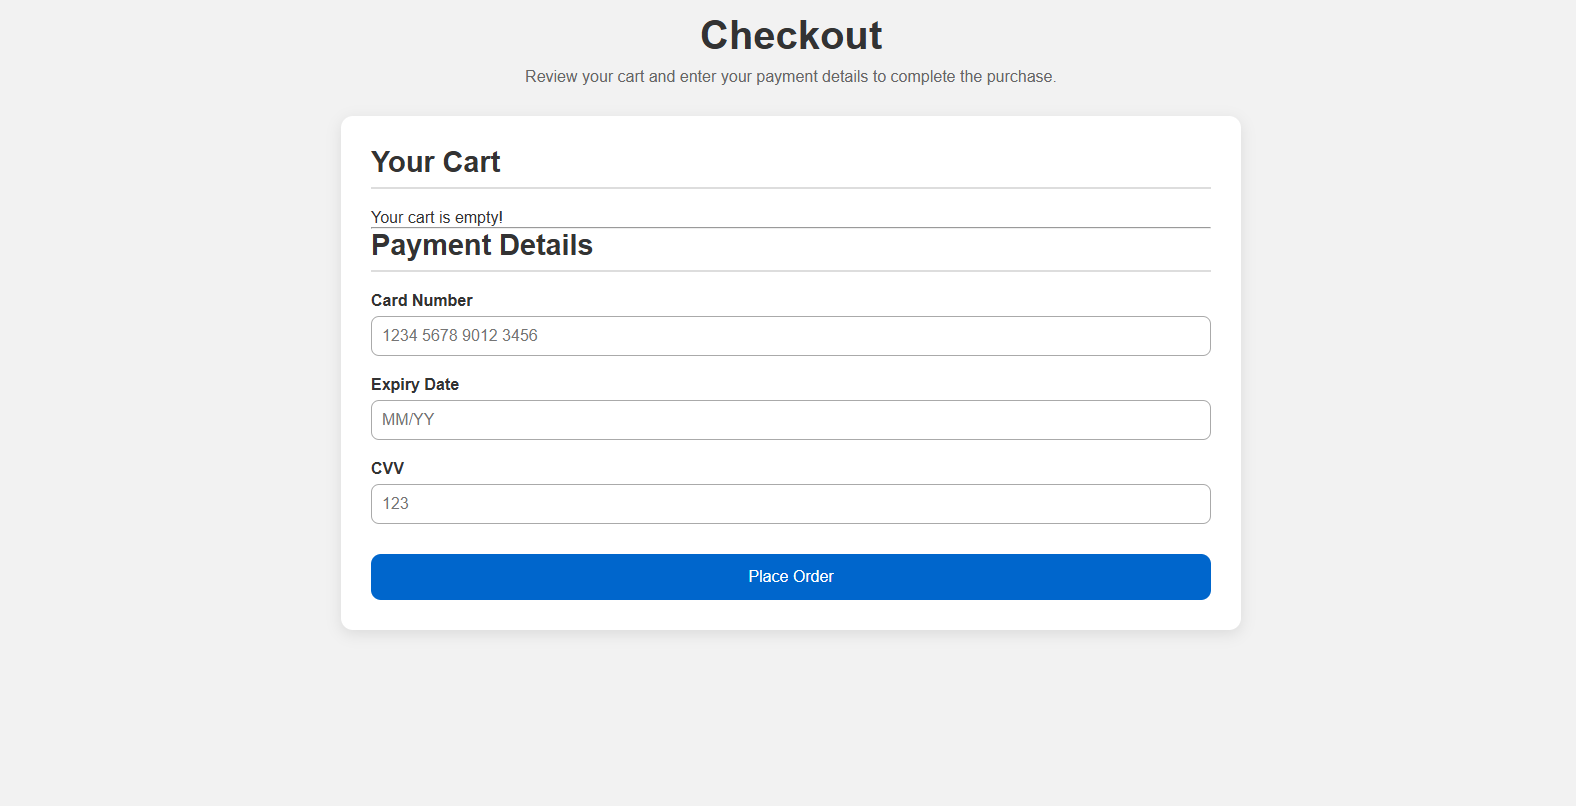 Checkout
Review your cart and enter your payment details to complete the purchase.
Your Cart
Your cart is empty!
Payment Details
Card Number
1234 5678 9012 3456
Expiry Date
MM/YY
CVV
123
Place Order